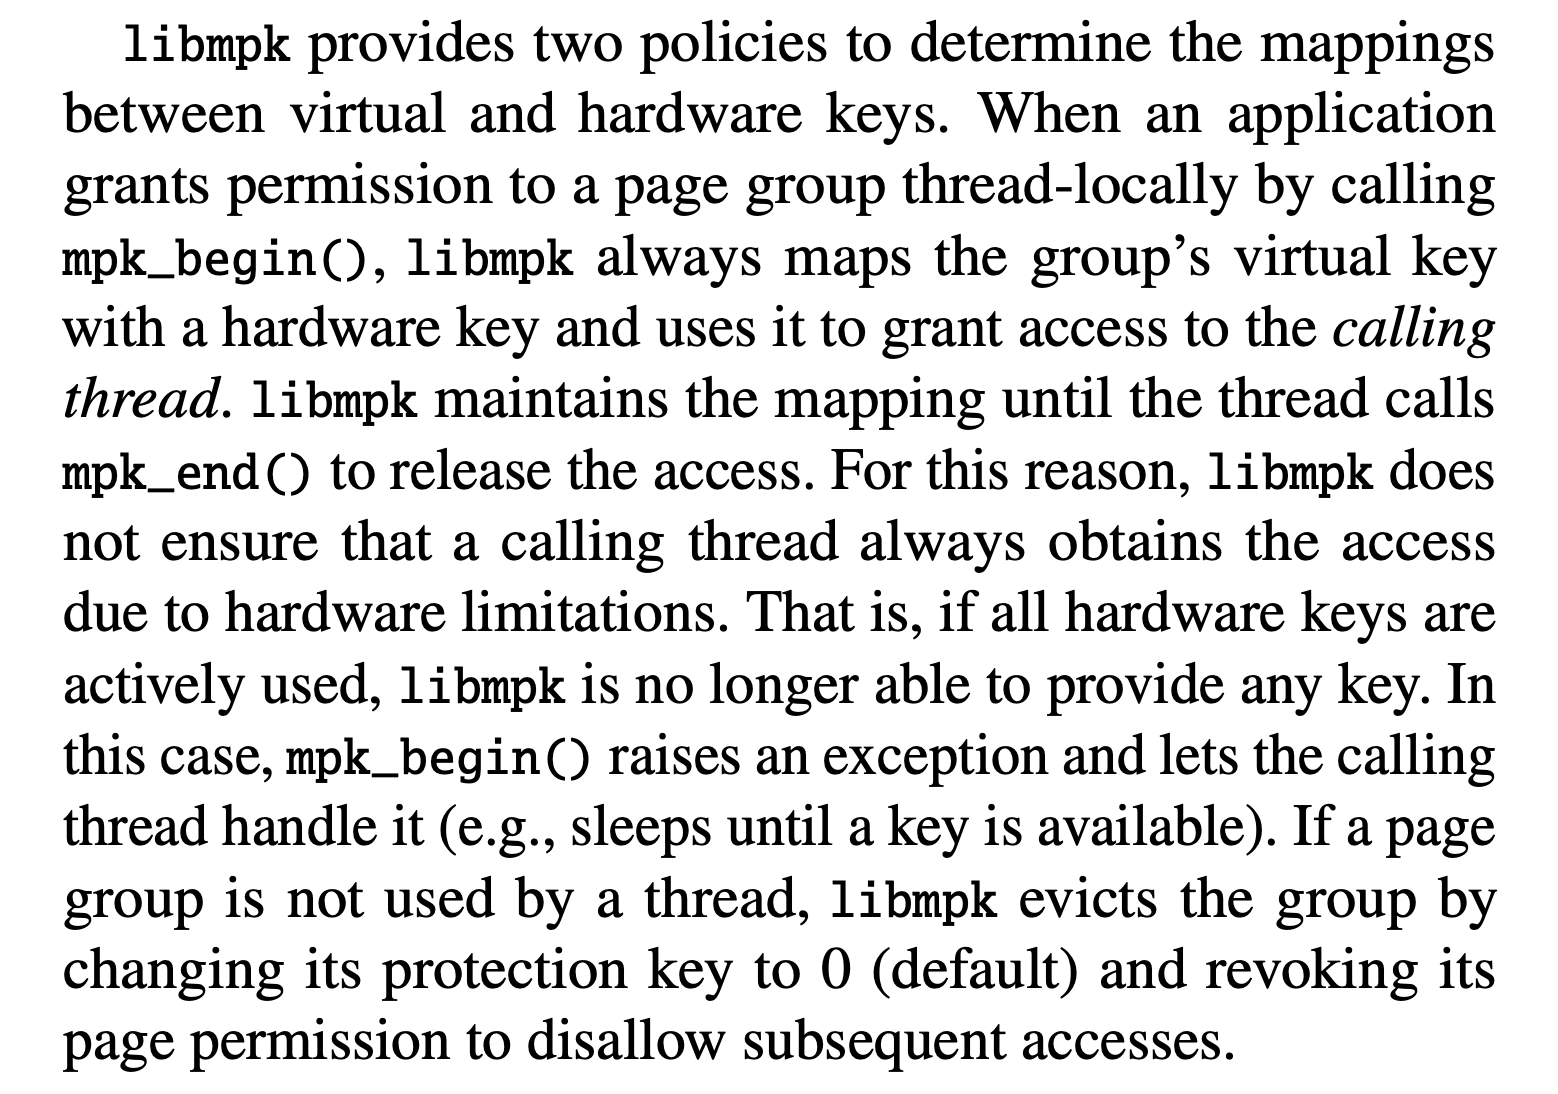 libmpk provides two policies to determine the mappings
between virtual and hardware keys. When an application
grants permission to a page group thread-locally by calling
mpk_begin(), libmpk always maps the group’s virtual key
with a hardware key and uses it to grant access to the calling
thread. libmpk maintains the mapping until the thread calls
mpk_end() to release the access. For this reason, libmpk does
not ensure that a calling thread always obtains the access
due to hardware limitations. That is, if all hardware keys are
actively used, libmpk is no longer able to provide any key. In
this case, mpk_begin() raises an exception and lets the calling
thread handle it (e.g., sleeps until a key is available). If a page
group is not used by a thread, libmpk evicts the group by
changing its protection key to 0 (default) and revoking its
page permission to disallow subsequent accesses.